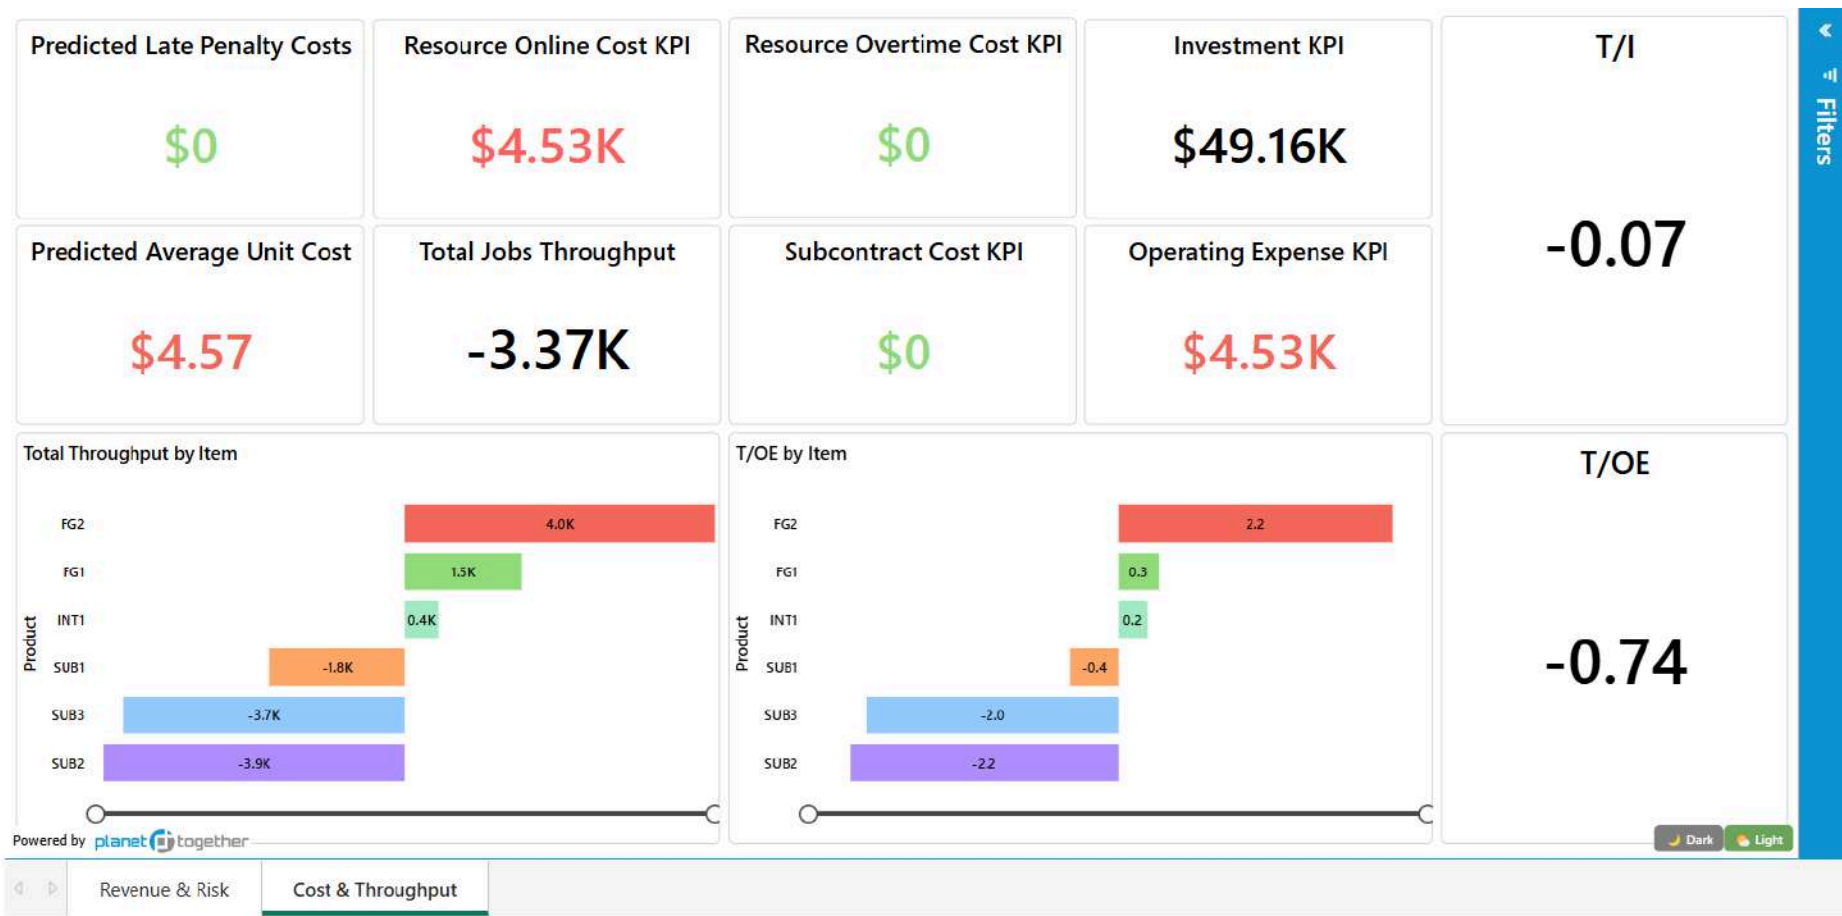 Predicted Late Penalty Costs
$0
Resource Online Cost KPI
$4.53K
Resource Overtime Cost KPI
$0
Investment KPI
$49.16K
T/I
-0.07
Filters
Predicted Average Unit Cost
$4.57
Total Jobs Throughput
-3.37K
Subcontract Cost KPI
$0
Operating Expense KPI
$4.53K
Total Throughput by Item
Product
FG2 4.0K
FG1 1.5K
INT1 0.4K
SUB1 -1.8K
SUB3 -3.7K
SUB2 -3.9K
T/OE by Item
Product
FG2 2.2
FG1 0.3
INT1 0.2
SUB1 -0.4
SUB3 -2.0
SUB2 -2.2
T/OE
-0.74
Powered by planet together
Dark
Light
Revenue & Risk
Cost & Throughput